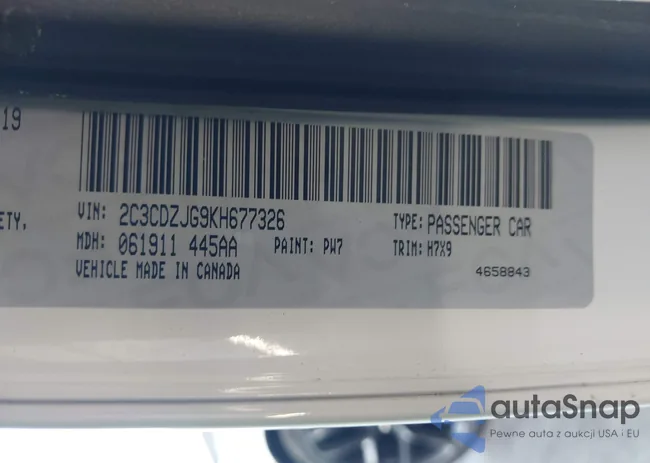 19
ETY.
VIN: 2C3CDZJG9KH677326 TYPE: PASSENGER CAR
MDH: 061911 445AA PAINT: PW7 TRIM: H7X9
VEHICLE MADE IN CANADA 4658843
autoSnap
Pewne auta z aukcji USA i EU